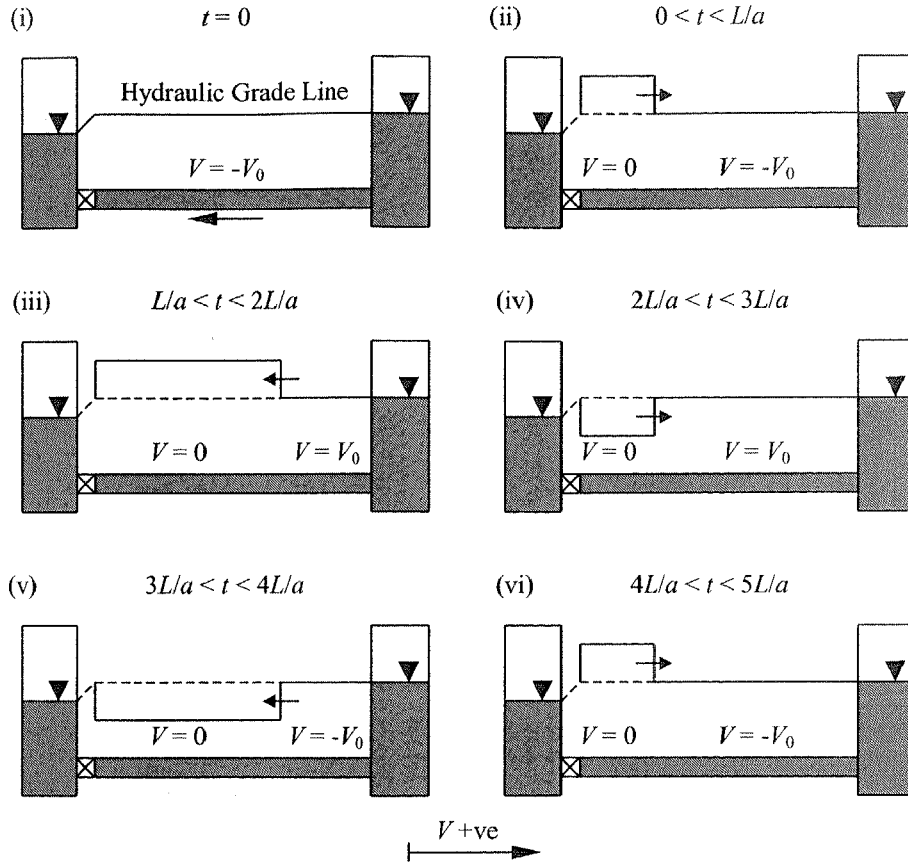 (i) t = 0
(ii) 0 < t < L/a
Hydraulic Grade Line
V = -V₀
V = 0 V = -V₀
(iii) L/a < t < 2L/a
(iv) 2L/a < t < 3L/a
V = 0 V = V₀
V = 0 V = V₀
(v) 3L/a < t < 4L/a
(vi) 4L/a < t < 5L/a
V = 0 V = -V₀
V = 0 V = -V₀
V +ve